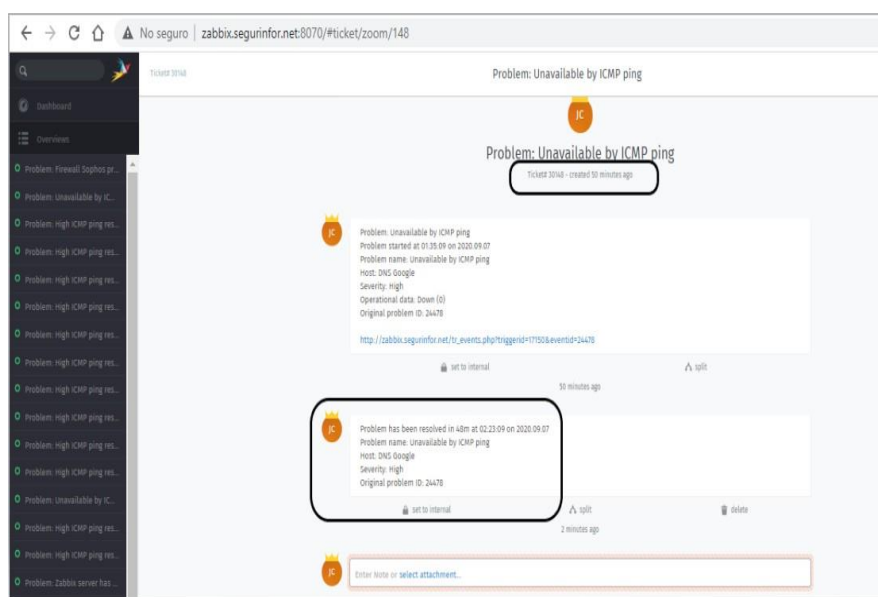 No seguro | zabbix.segurinfor.net:8070/#ticket/zoom/148
Ticket# 30148
Problem: Unavailable by ICMP ping
Dashboard
Overviews
Problem: Firewall Sophos pr...
Problem: Unavailable by IC...
Problem: High ICMP ping res...
Problem: High ICMP ping res...
Problem: High ICMP ping res...
Problem: High ICMP ping res...
Problem: High ICMP ping res...
Problem: High ICMP ping res...
Problem: High ICMP ping res...
Problem: High ICMP ping res...
Problem: High ICMP ping res...
Problem: High ICMP ping res...
Problem: Unavailable by IC...
Problem: High ICMP ping res...
Problem: High ICMP ping res...
Problem: Zabbix server has ...
JC
Problem: Unavailable by ICMP ping
Ticket# 30148 - created 50 minutes ago
JC
Problem: Unavailable by ICMP ping
Problem started at 01:35:09 on 2020.09.07
Problem name: Unavailable by ICMP ping
Host: DNS Google
Severity: High
Operational data: Down (0)
Original problem ID: 24478
http://zabbix.segurinfor.net/tr_events.php?triggerid=17150&eventid=24478
set to internal
split
50 minutes ago
JC
Problem has been resolved in 48m at 02:23:09 on 2020.09.07
Problem name: Unavailable by ICMP ping
Host: DNS Google
Severity: High
Original problem ID: 24478
set to internal
split
delete
2 minutes ago
JC
Enter Note or select attachment...